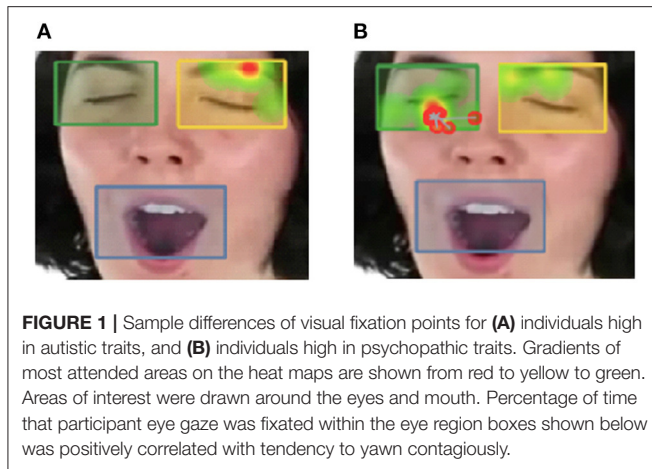 A
B
FIGURE 1 | Sample differences of visual fixation points for (A) individuals high
in autistic traits, and (B) individuals high in psychopathic traits. Gradients of
most attended areas on the heat maps are shown from red to yellow to green.
Areas of interest were drawn around the eyes and mouth. Percentage of time
that participant eye gaze was fixated within the eye region boxes shown below
was positively correlated with tendency to yawn contagiously.